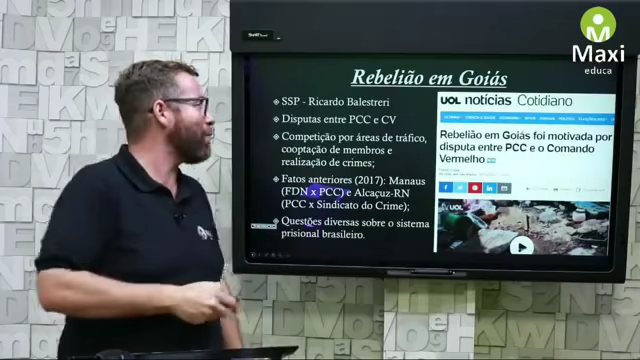 Maxi
educa
Rebelião em Goiás
SSP - Ricardo Balestreri
Disputas entre PCC e CV
Competição por áreas de tráfico,
cooptação de membros e
realização de crimes;
Fatos anteriores (2017): Manaus
(FDN x PCC) e Alcaçuz-RN
(PCC x Sindicato do Crime);
Questões diversas sobre o sistema
prisional brasileiro.
UOL notícias Cotidiano
Rebelião em Goiás foi motivada por
disputa entre PCC e o Comando
Vermelho